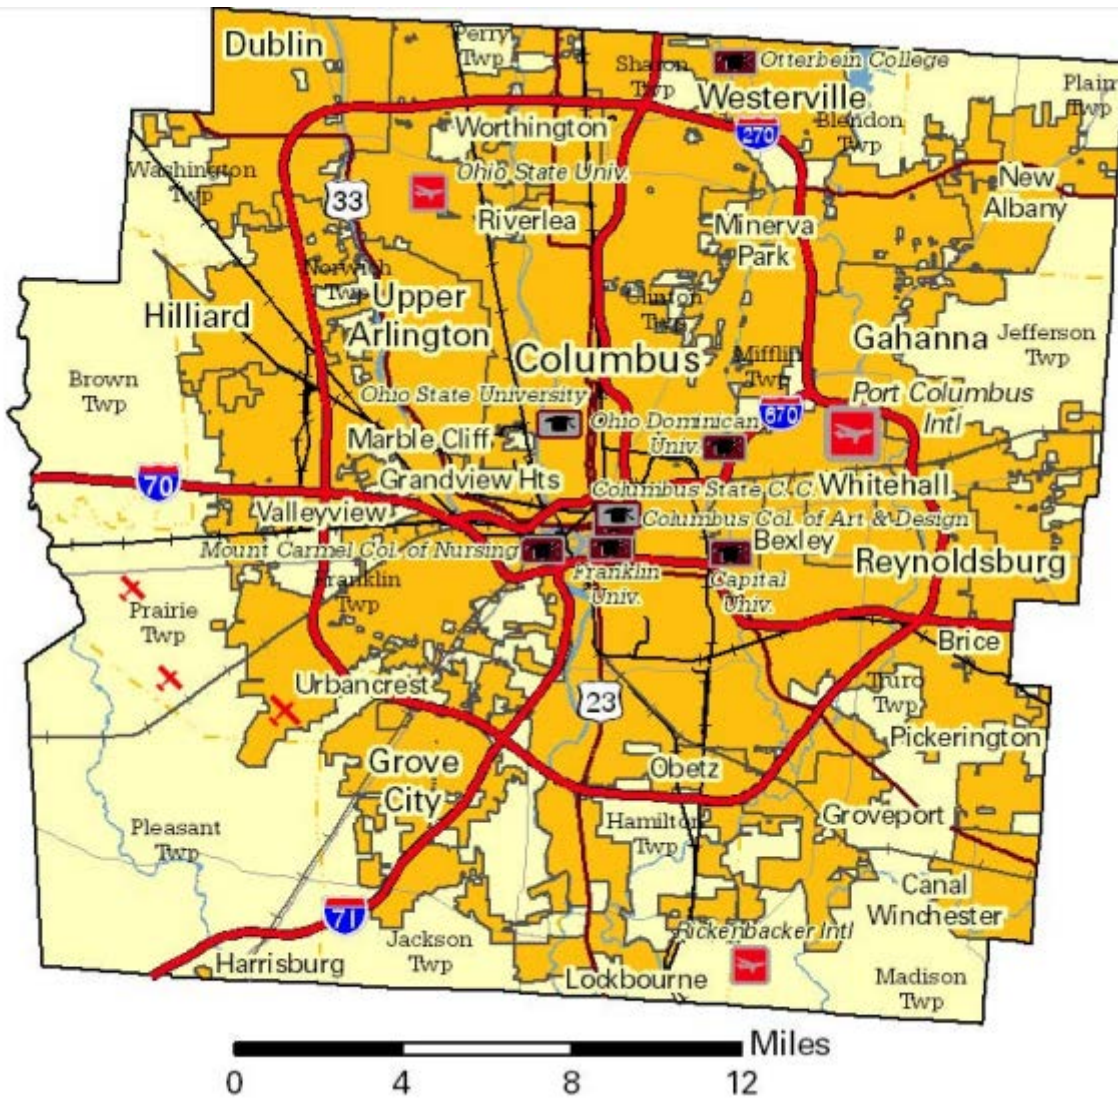 Dublin
Perry
Twp
Sharon
Twp
Otterbein College
Westerville
Plain
Twp
Worthington
270
Blendon
Twp
Washington
Twp
Ohio State Univ.
33
Riverlea
Minerva
Park
New
Albany
Norwich
Twp
Upper
Arlington
Clinton
Twp
Hilliard
Gahanna
Jefferson
Twp
Columbus
Mifflin
Twp
Brown
Twp
Ohio State University
Port Columbus
Intl
670
Ohio Dominican
Univ.
Marble Cliff
Grandview Hts
70
Columbus State C. C.
Whitehall
Valleyview
Columbus Col. of Art & Design
Mount Carmel Col. of Nursing
Bexley
Reynoldsburg
Franklin
Twp
Franklin
Univ.
Capital
Univ.
Prairie
Twp
Brice
Urbancrest
23
Truro
Twp
Pickerington
Grove
City
Obetz
Groveport
Pleasant
Twp
Hamilton
Twp
Canal
Winchester
71
Jackson
Twp
Rickenbacker Intl
Harrisburg
Lockbourne
Madison
Twp
Miles
0 4 8 12